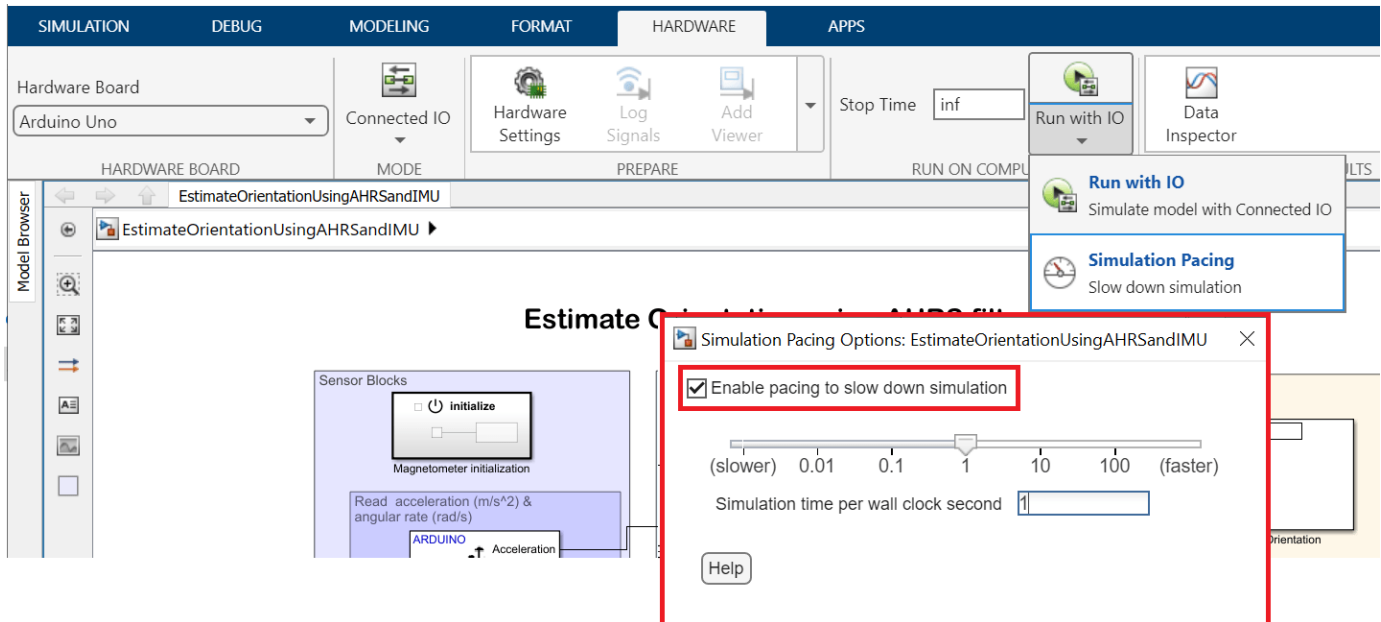 SIMULATION DEBUG MODELING FORMAT HARDWARE APPS
Hardware Board
Arduino Uno
Connected IO
Hardware
Settings
Log
Signals
Add
Viewer
Stop Time inf
Run with IO
Data
Inspector
HARDWARE BOARD MODE PREPARE RUN ON COMPU LTS
Run with IO
Simulate model with Connected IO
Simulation Pacing
Slow down simulation
Model Browser
EstimateOrientationUsingAHRSandIMU
EstimateOrientationUsingAHRSandIMU
Estimate
Simulation Pacing Options: EstimateOrientationUsingAHRSandIMU
Enable pacing to slow down simulation
(slower) 0.01 0.1 1 10 100 (faster)
Simulation time per wall clock second 1
Help
Sensor Blocks
initialize
Magnetometer initialization
Read acceleration (m/s^2) &
angular rate (rad/s)
ARDUINO
Acceleration
Orientation